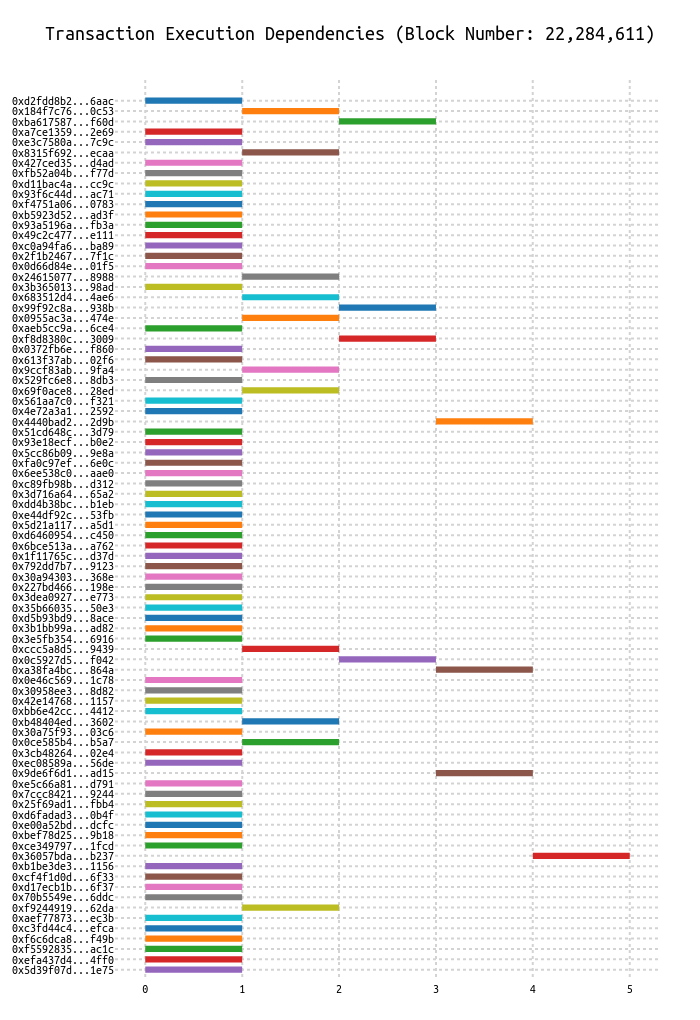 Transaction Execution Dependencies (Block Number: 22,284,611)
0xd2fdd8b2...6aac
0x184f7c76...0c53
0xba617587...f60d
0xa7ce1359...2e69
0xe3c7580a...7c9c
0x8315f692...ecaa
0x427ced35...d4ad
0xfb52a04b...f77d
0xd11bac4a...cc9c
0x93f6c44d...ac71
0xf4751a06...0783
0xb5923d52...ad3f
0x93a5196a...fb3a
0x49c2c477...e111
0xc0a94fa6...ba89
0x2f1b2467...7f1c
0x0d66d84e...01f5
0x24615077...8988
0x3b365013...98ad
0x683512d4...4ae6
0x99f92c8a...938b
0x0955ac3a...474e
0xaeb5cc9a...6ce4
0xf8d8380c...3009
0x0372fb6e...f860
0x613f37ab...02f6
0x9ccf83ab...9fa4
0x529fc6e8...8db3
0x69f0ace8...28ed
0x561aa7c0...f321
0x4e72a3a1...2592
0x4440bad2...2d9b
0x51cd648c...3d79
0x93e18ecf...b0e2
0x5cc86b09...9e8a
0xfa0c97ef...6e0c
0x6ee538c0...aae0
0xc89fb98b...d312
0x3d716a64...65a2
0xdd4b38bc...b1eb
0xe44df92c...53fb
0x5d21a117...a5d1
0xd6460954...c450
0x6bce513a...a762
0x1f11765c...d37d
0x792dd7b7...9123
0x30a94303...368e
0x227bd466...198e
0x3dea0927...e773
0x35b66035...50e3
0xd5b93bd9...8ace
0x3b1bb99a...ad82
0x3e5fb354...6916
0xccc5a8d5...9439
0x0c5927d5...f042
0xa38fa4bc...864a
0x0e46c569...1c78
0x30958ee3...8d82
0x42e14768...1157
0xbb6e42cc...4412
0xb48404ed...3602
0x30a75f93...03c6
0x0ce585b4...b5a7
0x3cb48264...02e4
0xec08589a...56de
0x9de6f6d1...ad15
0xe5c66a81...d791
0x7ccc8421...9244
0x25f69ad1...fbb4
0xd6fadad3...0b4f
0xe00a52bd...dcfc
0xbef78d25...9b18
0xce349797...1fcd
0x36057bda...b237
0xb1be3de3...1156
0xcf4f1d0d...6f33
0xd17ecb1b...6f37
0x70b5549e...6ddc
0xf9244919...62da
0xaef77873...ec3b
0xc3fd44c4...efca
0xf6c6dca8...f49b
0xf5592835...ac1c
0xefa437d4...4ff0
0x5d39f07d...1e75
0 1 2 3 4 5